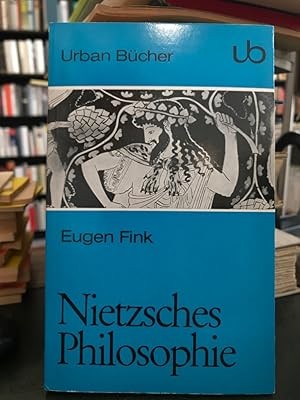 Urban Bücher ub
Eugen Fink
Nietzsches
Philosophie